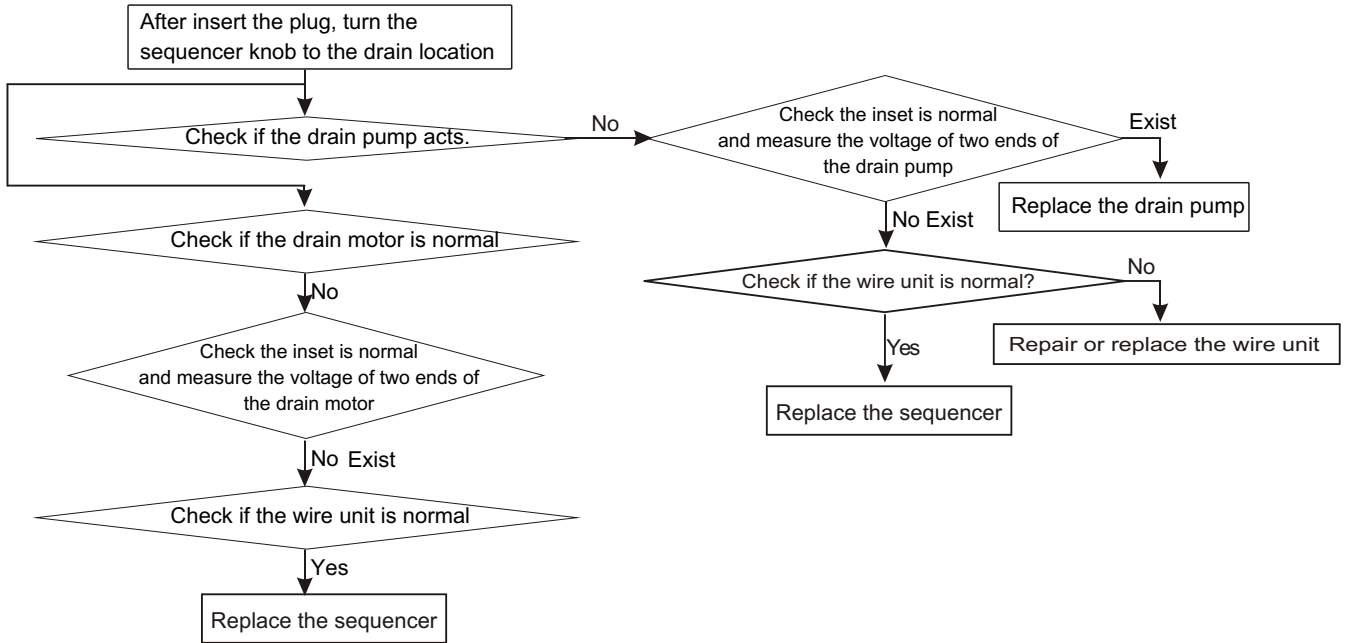 After insert the plug, turn the
sequencer knob to the drain location
Check if the drain pump acts.
No
Check the inset is normal
and measure the voltage of two ends of
the drain pump
Exist
Replace the drain pump
No Exist
Check if the wire unit is normal?
No
Repair or replace the wire unit
Yes
Replace the sequencer
Check if the drain motor is normal
No
Check the inset is normal
and measure the voltage of two ends of
the drain motor
No Exist
Check if the wire unit is normal
Yes
Replace the sequencer